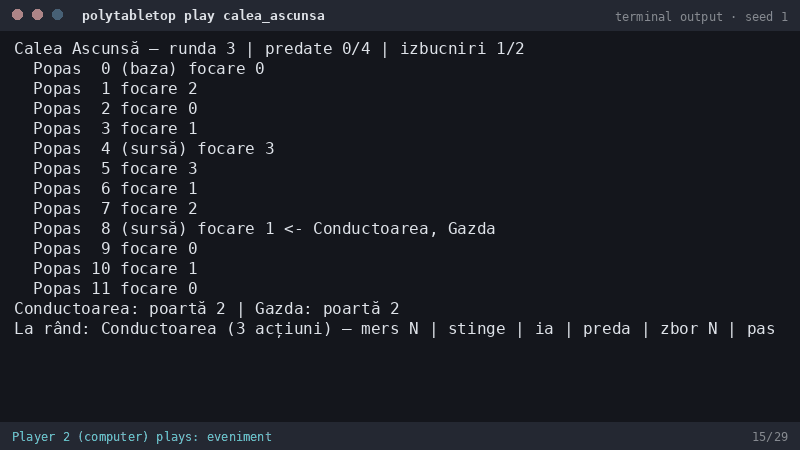 polytabletop play calea_ascunsa
terminal output · seed 1
Calea Ascunsă — runda 3 | predate 0/4 | izbucniri 1/2
Popas 0 (baza) focare 0
Popas 1 focare 2
Popas 2 focare 0
Popas 3 focare 1
Popas 4 (sursă) focare 3
Popas 5 focare 3
Popas 6 focare 1
Popas 7 focare 2
Popas 8 (sursă) focare 1 <- Conductoarea, Gazda
Popas 9 focare 0
Popas 10 focare 1
Popas 11 focare 0
Conductoarea: poartă 2 | Gazda: poartă 2
La rând: Conductoarea (3 acțiuni) — mers N | stinge | ia | preda | zbor N | pas
Player 2 (computer) plays: eveniment
15/29